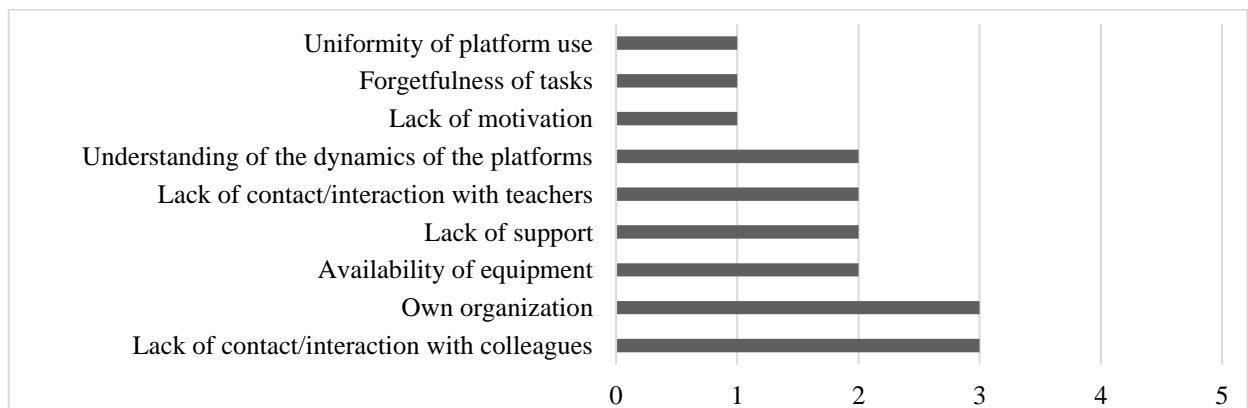 Uniformity of platform use
Forgetfulness of tasks
Lack of motivation
Understanding of the dynamics of the platforms
Lack of contact/interaction with teachers
Lack of support
Availability of equipment
Own organization
Lack of contact/interaction with colleagues
0 1 2 3 4 5